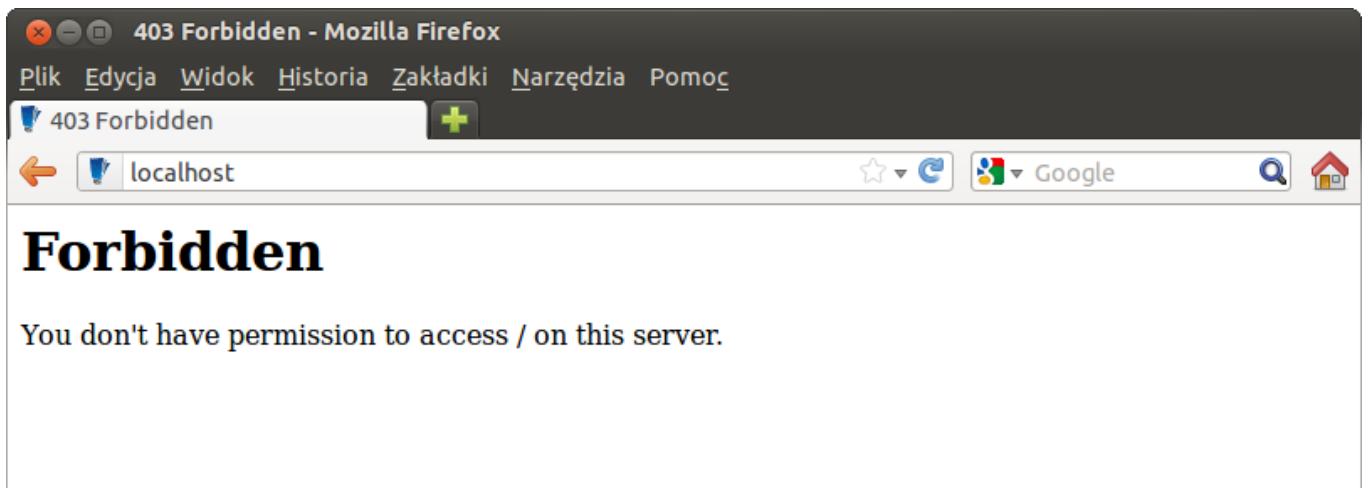 403 Forbidden - Mozilla Firefox
Plik Edycja Widok Historia Zakładki Narzędzia Pomoc
403 Forbidden
localhost Google
Forbidden
You don't have permission to access / on this server.